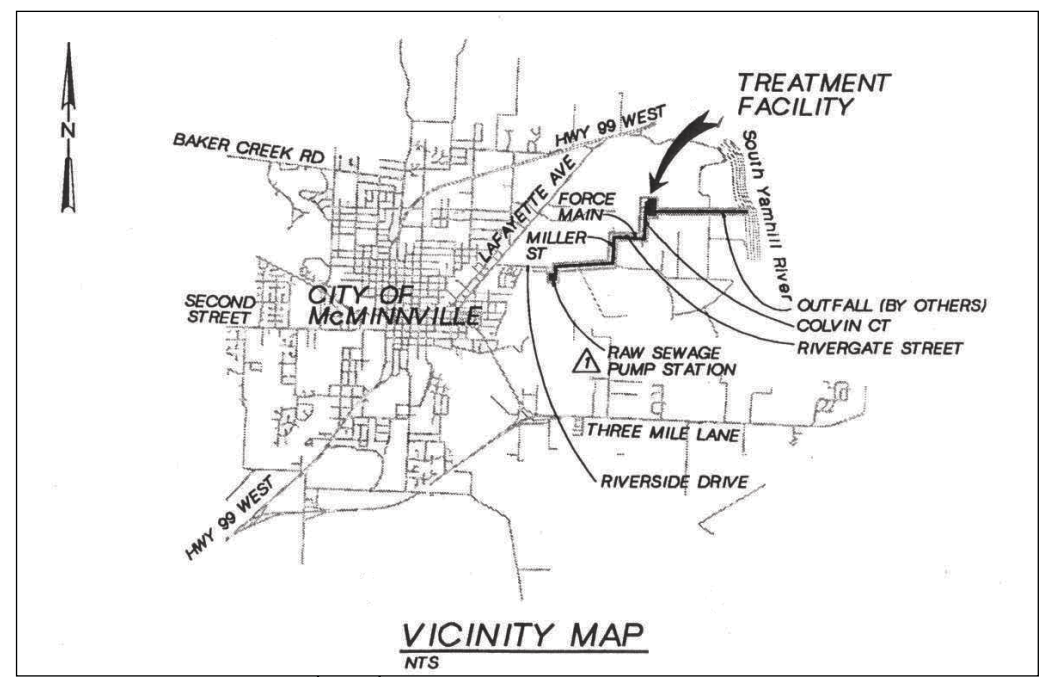 TREATMENT
FACILITY
N
HWY 99 WEST
BAKER CREEK RD
South Yamhill River
LAFAYETTE AVE
FORCE
MAIN
MILLER
ST
SECOND
STREET
CITY OF
McMINNVILLE
OUTFALL (BY OTHERS)
COLVIN CT
RIVERGATE STREET
1
RAW SEWAGE
PUMP STATION
THREE MILE LANE
RIVERSIDE DRIVE
HWY 99 WEST
VICINITY MAP
NTS